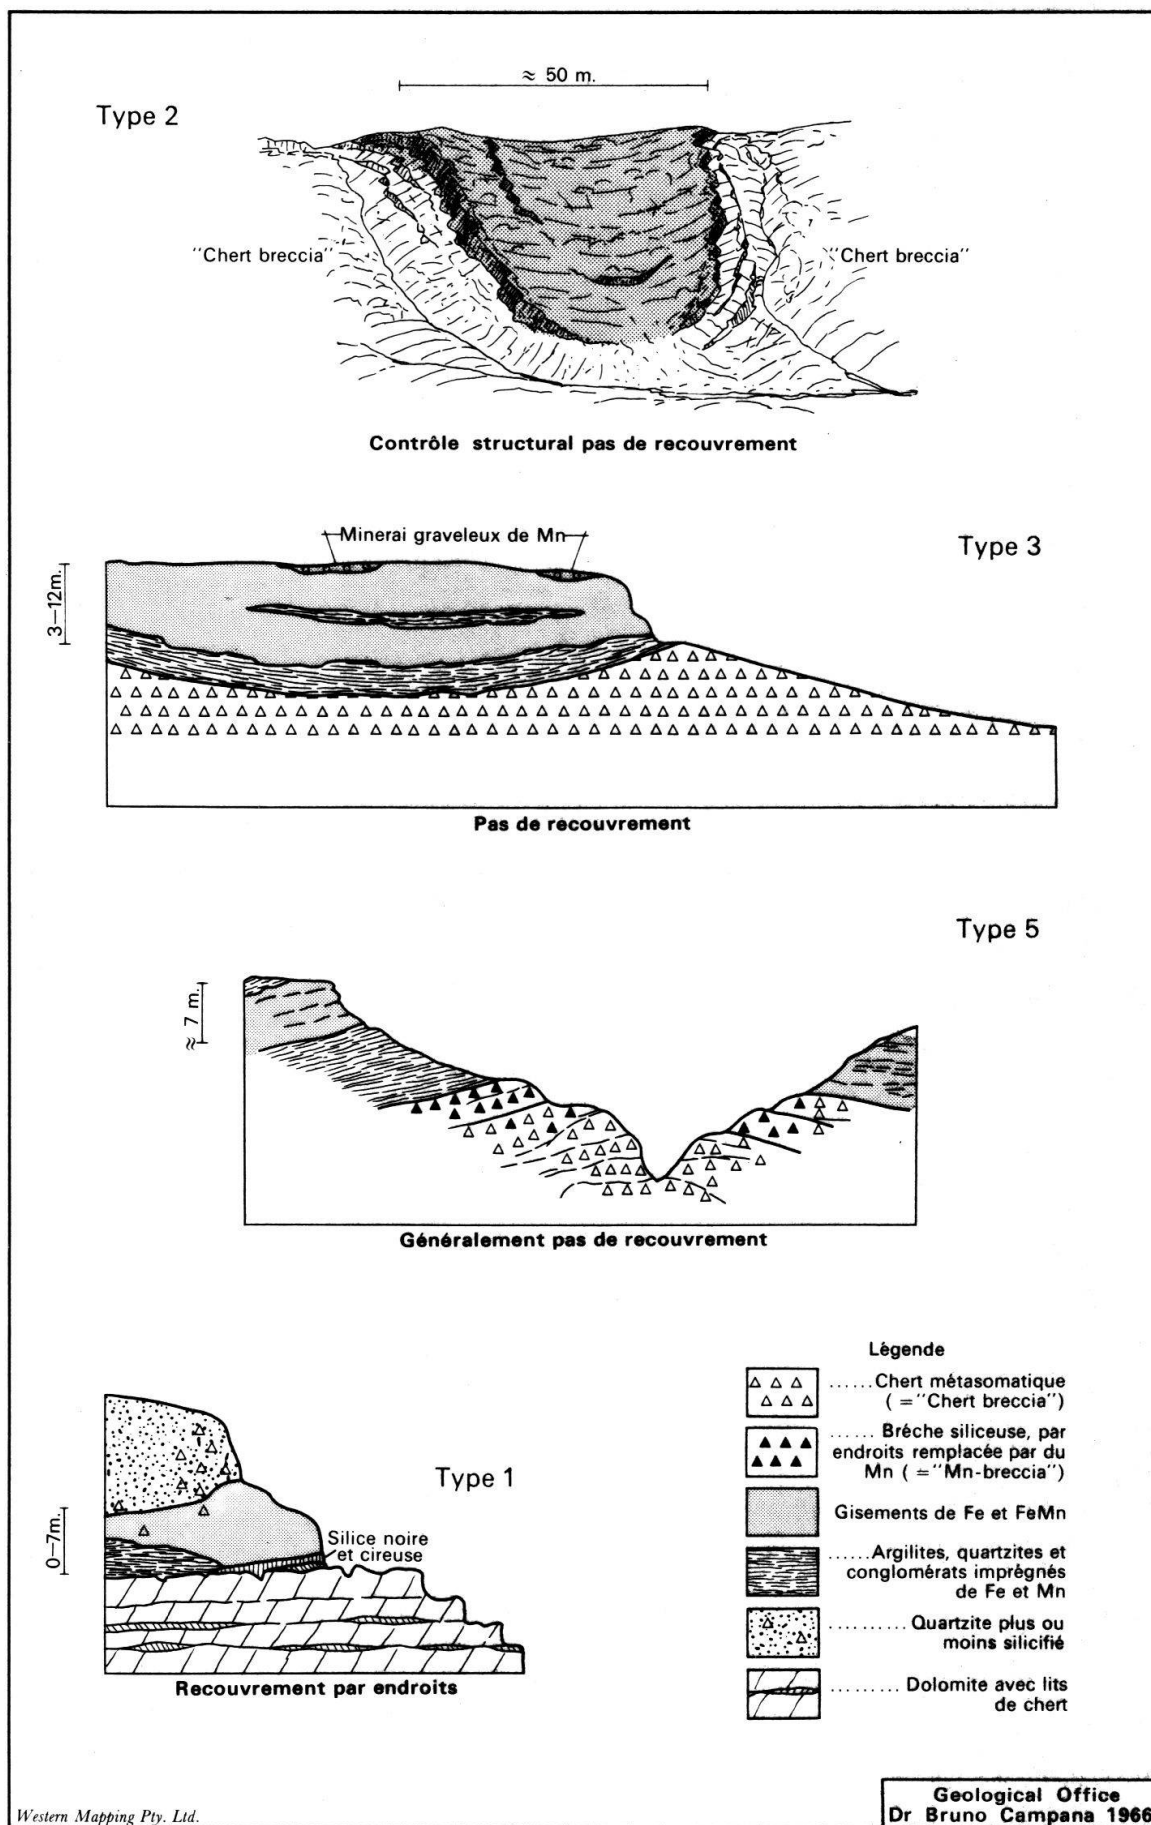 ≈ 50 m.
Type 2
"Chert breccia"
"Chert breccia"
Contrôle structural pas de recouvrement
Minerai graveleux de Mn
Type 3
3–12m.
Pas de recouvrement
Type 5
≈ 7 m.
Généralement pas de recouvrement
Type 1
0–7m.
Silice noire
et cireuse
Recouvrement par endroits
Légende
......Chert métasomatique
( ="Chert breccia")
...... Bréche siliceuse, par
endroits remplacée par du
Mn ( ="Mn-breccia")
Gisements de Fe et FeMn
......Argilites, quartzites et
conglomérats imprégnés
de Fe et Mn
.......... Quartzite plus ou
moins silicifié
......... Dolomite avec lits
de chert
Western Mapping Pty. Ltd.
Geological Office
Dr Bruno Campana 1966